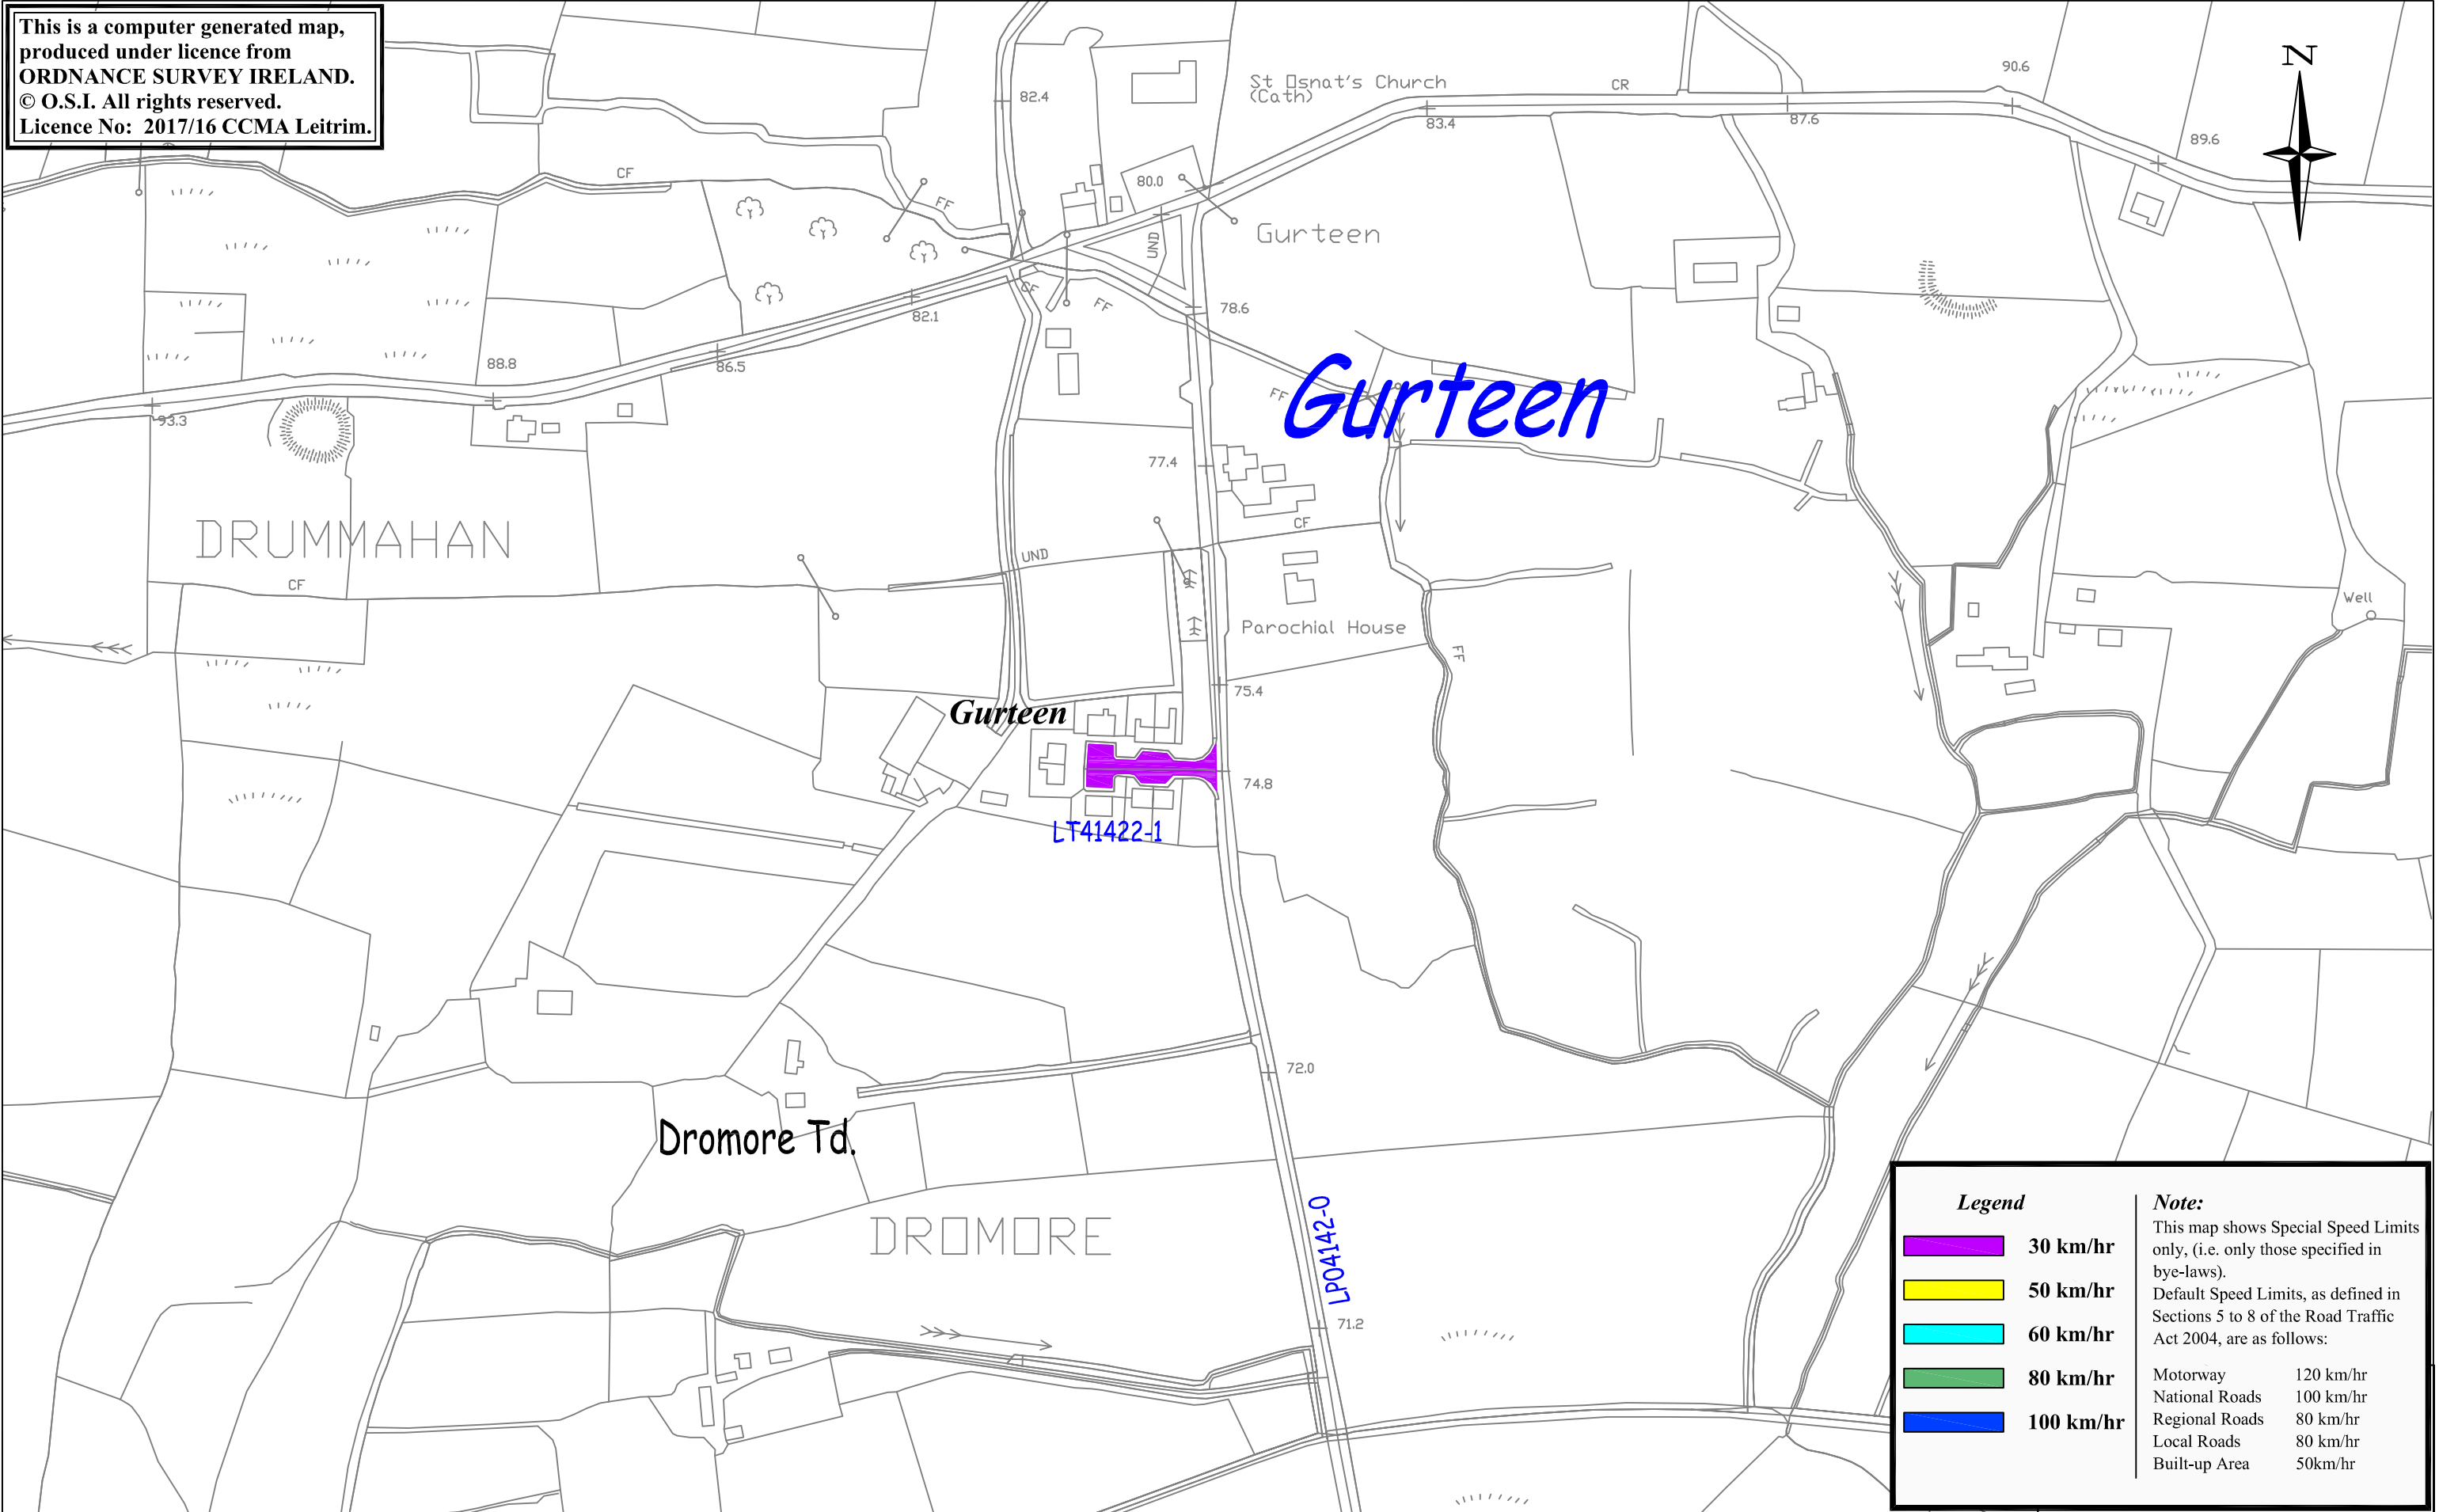 This is a computer generated map,
produced under licence from
ORDNANCE SURVEY IRELAND.
© O.S.I. All rights reserved.
Licence No: 2017/16 CCMA Leitrim.
N
90.6
St Osnat's Church
(Cath)
CR
82.4
83.4
87.6
89.6
CF
80.0
FF
UND
Gurteen
CF
FF
78.6
82.1
88.8
86.5
93.3
FF
Gurteen
77.4
CF
DRUMMAHAN
UND
CF
Well
Parochial House
FF
75.4
Gurteen
74.8
LT41422-1
72.0
Dromore Td.
DROMORE
LP04142-0
71.2
Legend
30 km/hr
50 km/hr
60 km/hr
80 km/hr
100 km/hr
Note:
This map shows Special Speed Limits
only, (i.e. only those specified in
bye-laws).
Default Speed Limits, as defined in
Sections 5 to 8 of the Road Traffic
Act 2004, are as follows:
Motorway 120 km/hr
National Roads 100 km/hr
Regional Roads 80 km/hr
Local Roads 80 km/hr
Built-up Area 50km/hr